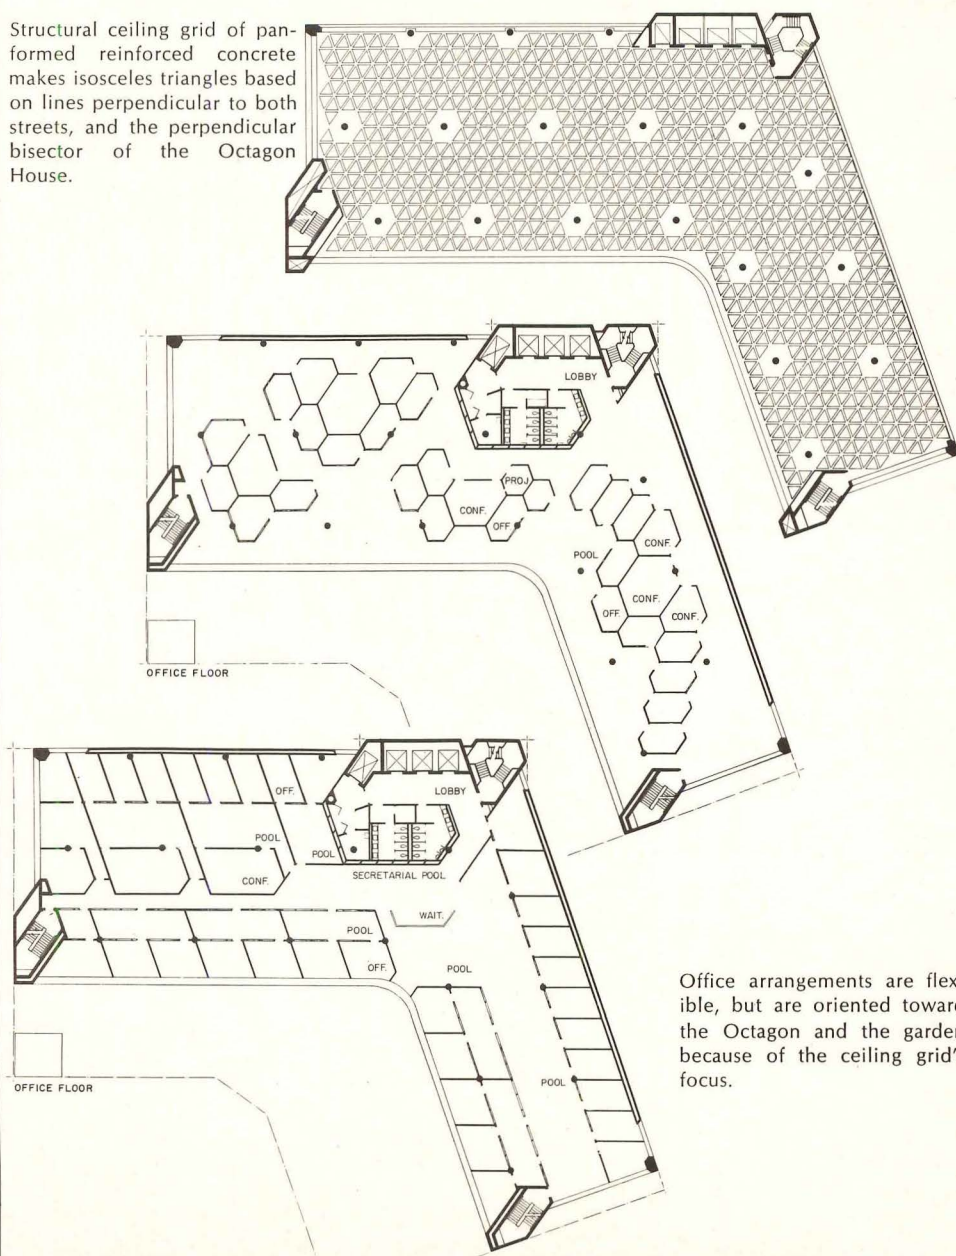 Structural ceiling grid of pan-
formed reinforced concrete
makes isosceles triangles based
on lines perpendicular to both
streets, and the perpendicular
bisector of the Octagon
House.
LOBBY
PROJ.
CONF.
OFF.
POOL
CONF.
CONF.
OFF.
CONF.
OFFICE FLOOR
OFF.
LOBBY
POOL
POOL
CONF.
SECRETARIAL POOL
WAIT.
POOL
OFF.
POOL
POOL
OFFICE FLOOR
Office arrangements are flex
ible, but are oriented towar
the Octagon and the garde
because of the ceiling grid'
focus.